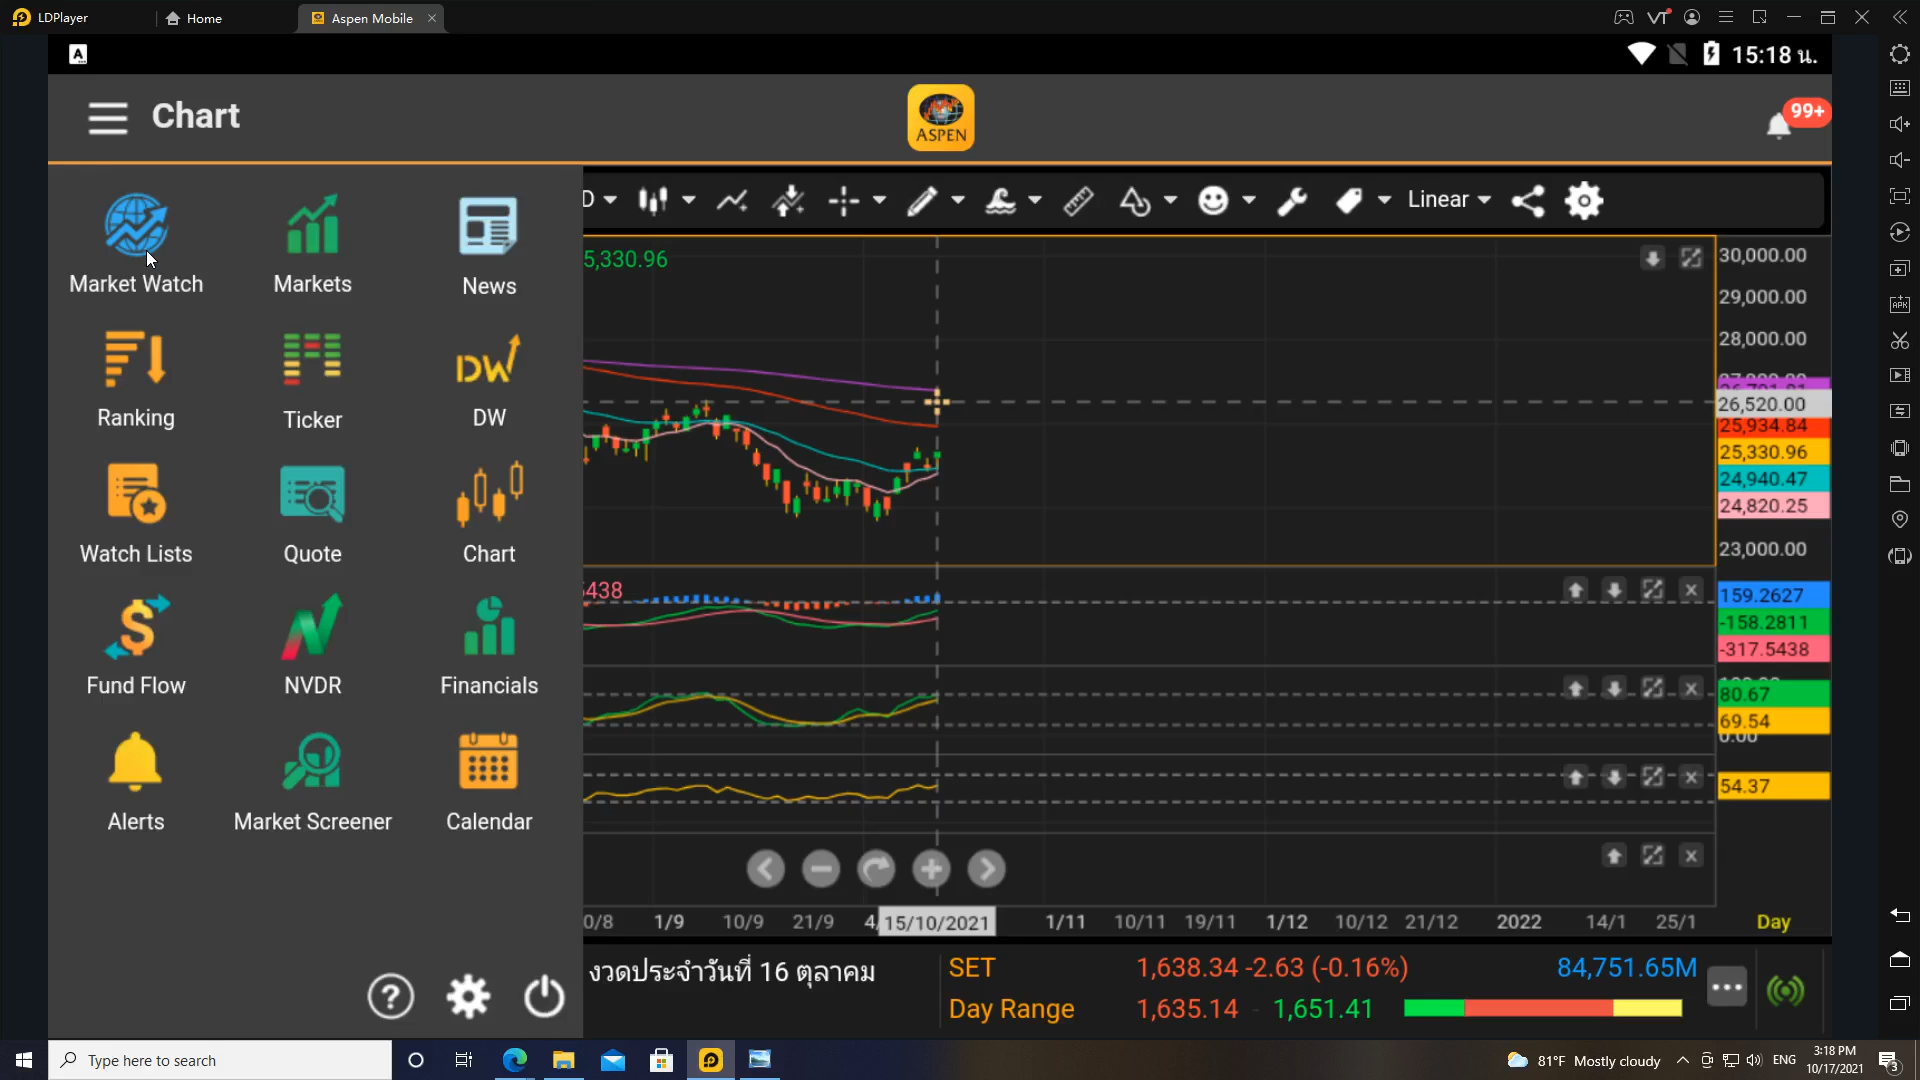 LDPlayer
Home
Aspen Mobile
A
15:18 น.
Chart
ASPEN
99+
Market Watch
Markets
News
Ranking
Ticker
DW
DW
Watch Lists
Quote
Chart
Fund Flow
NVDR
Financials
Alerts
Market Screener
Calendar
D
Linear
5,330.96
30,000.00
29,000.00
28,000.00
26,520.00
25,934.84
25,330.96
24,940.47
24,820.25
23,000.00
5438
159.2627
-158.2811
-317.5438
80.67
69.54
0.00
54.37
0/8
1/9
10/9
21/9
4/
15/10/2021
1/11
10/11
19/11
1/12
10/12
21/12
2022
14/1
25/1
Day
งวดประจำวันที่ 16 ตุลาคม
SET
1,638.34 -2.63 (-0.16%)
84,751.65M
Day Range
1,635.14 - 1,651.41
Type here to search
81°F Mostly cloudy
ENG
3:18 PM
10/17/2021
3